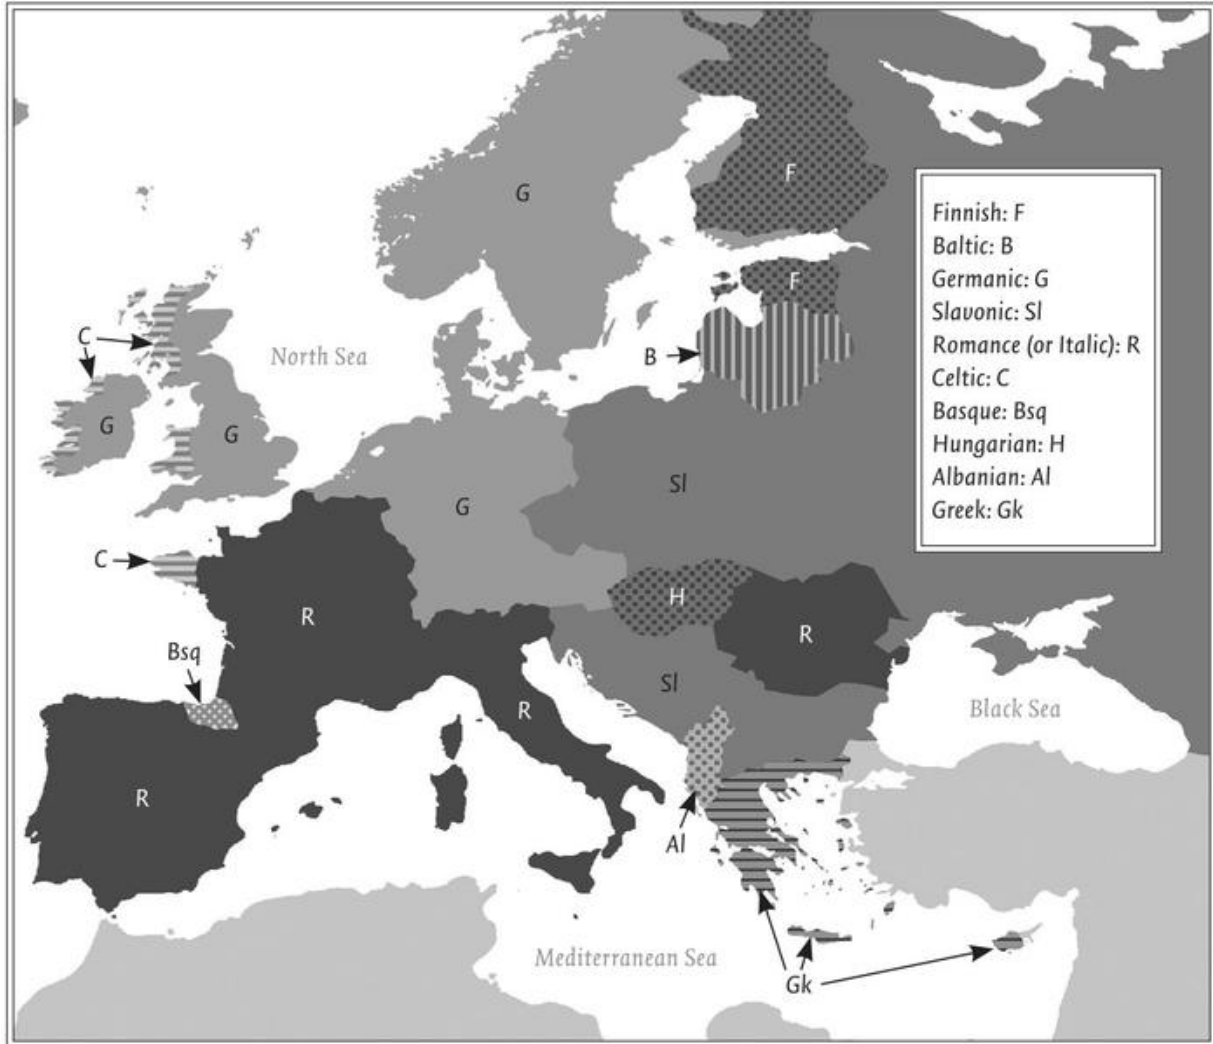 G
F
Finnish: F
Baltic: B
Germanic: G
Slavonic: Sl
Romance (or Italic): R
Celtic: C
Basque: Bsq
Hungarian: H
Albanian: Al
Greek: Gk
F
C
North Sea
B
G
G
Sl
G
C
H
R
R
Bsq
Sl
R
Black Sea
R
Al
Mediterranean Sea
Gk